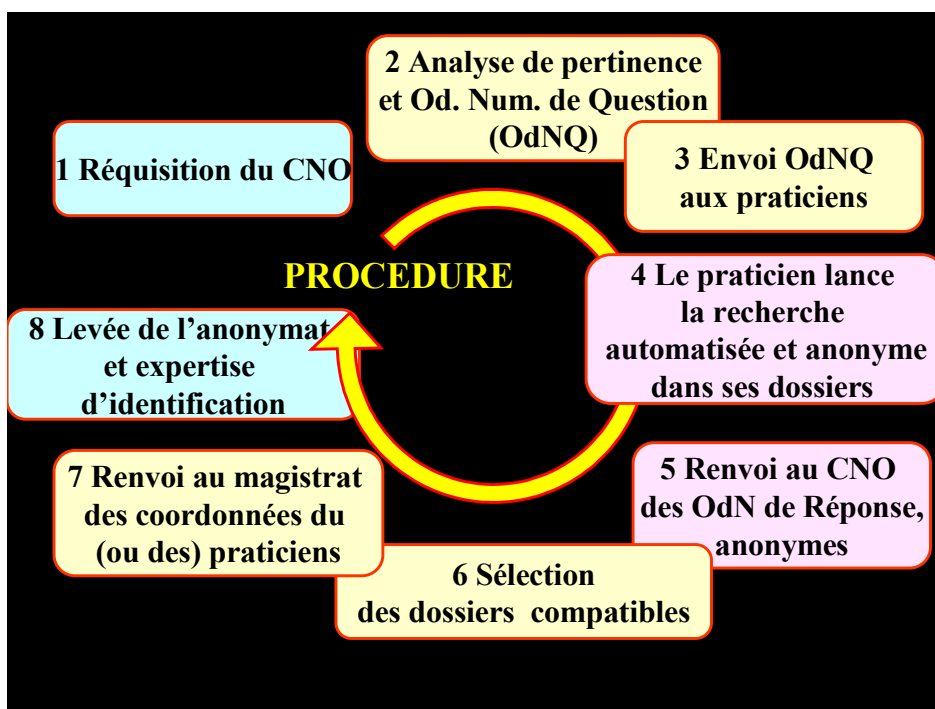 1 Réquisition du CNO
2 Analyse de pertinence
et Od. Num. de Question
(OdNQ)
3 Envoi OdNQ
aux praticiens
4 Le praticien lance
la recherche
automatisée et anonyme
dans ses dossiers
5 Renvoi au CNO
des OdN de Réponse,
anonymes
6 Sélection
des dossiers compatibles
7 Renvoi au magistrat
des coordonnées du
(ou des) praticiens
8 Levée de l’anonymat
et expertise
d’identification
PROCEDURE